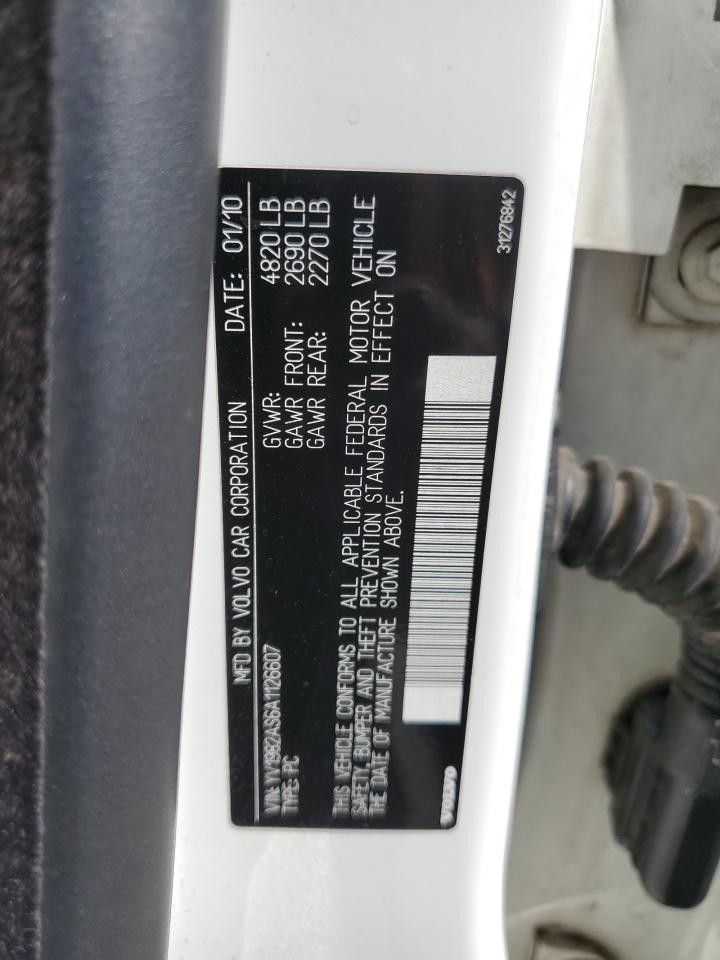 MFD BY VOLVO CAR CORPORATION DATE: 01/10
GVWR: 4820 LB
GAWR FRONT: 2690 LB
GAWR REAR: 2270 LB
VIN: YV1982AS6A1126607
TYPE: PC
THIS VEHICLE CONFORMS TO ALL APPLICABLE FEDERAL MOTOR VEHICLE
SAFETY, BUMPER AND THEFT PREVENTION STANDARDS IN EFFECT ON
THE DATE OF MANUFACTURE SHOWN ABOVE.
VOLVO
31276842